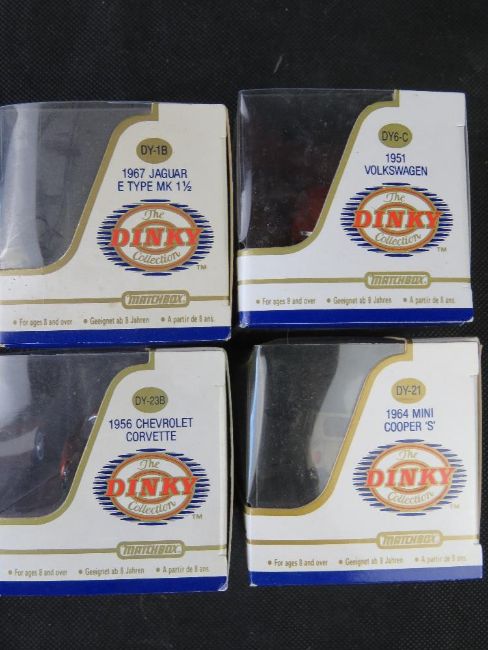 DY-1B
1967 JAGUAR
E TYPE MK 1½
The
DINKY
Collection
TM
MATCHBOX
• For ages 8 and over • Geeignet ab 8 Jahren • A partir de 8 ans
DY6-C
1951
VOLKSWAGEN
The
DINKY
Collection
TM
MATCHBOX
• For ages 8 and over • Geeignet ab 8 Jahren • A partir de 8 ans
DY-23B
1956 CHEVROLET
CORVETTE
The
DINKY
Collection
TM
MATCHBOX
• For ages 8 and over • Geeignet ab 8 Jahren • A partir de 8 ans
DY-21
1964 MINI
COOPER 'S'
The
DINKY
Collection
TM
MATCHBOX
• For ages 8 and over • Geeignet ab 8 Jahren • A partir de 8 ans